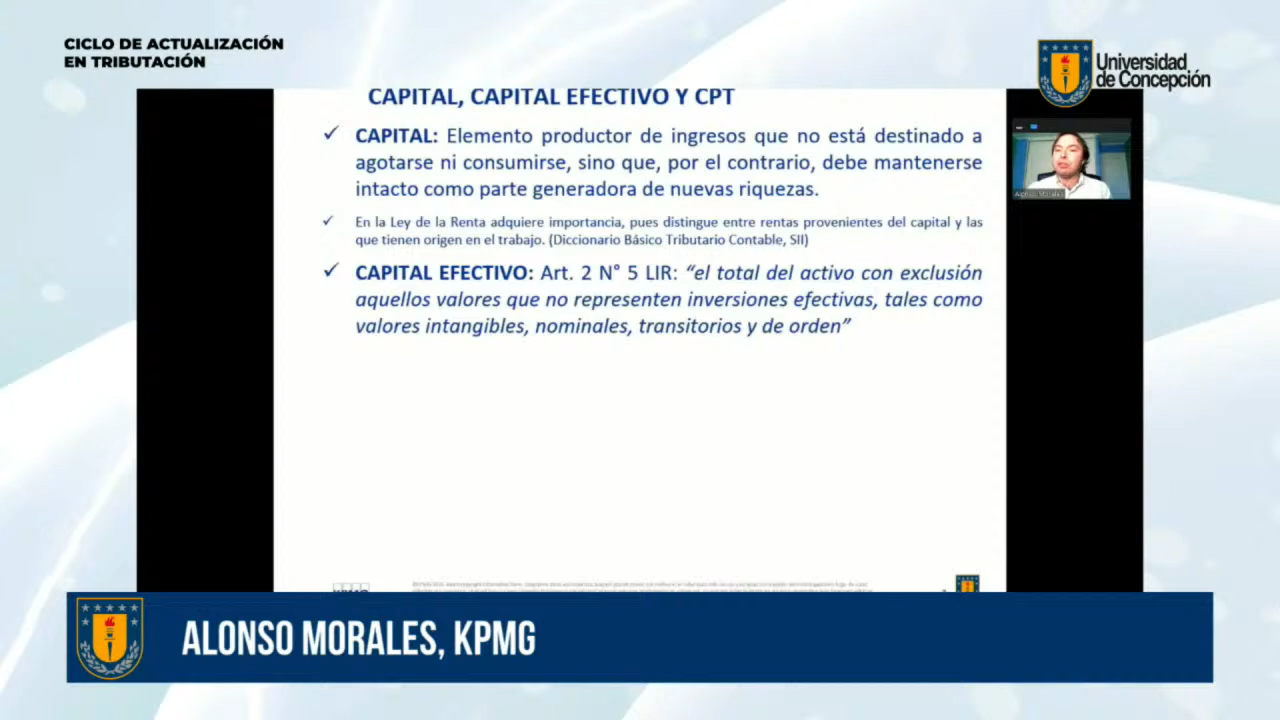 CICLO DE ACTUALIZACIÓN
EN TRIBUTACIÓN
Universidad
de Concepción
CAPITAL, CAPITAL EFECTIVO Y CPT
✓ CAPITAL: Elemento productor de ingresos que no está destinado a
agotarse ni consumirse, sino que, por el contrario, debe mantenerse
intacto como parte generadora de nuevas riquezas.
✓ En la Ley de la Renta adquiere importancia, pues distingue entre rentas provenientes del capital y las
que tienen origen en el trabajo. (Diccionario Básico Tributario Contable, SII)
✓ CAPITAL EFECTIVO: Art. 2 N° 5 LIR: “el total del activo con exclusión
aquellos valores que no representen inversiones efectivas, tales como
valores intangibles, nominales, transitorios y de orden”
Alonso Morales
ALONSO MORALES, KPMG